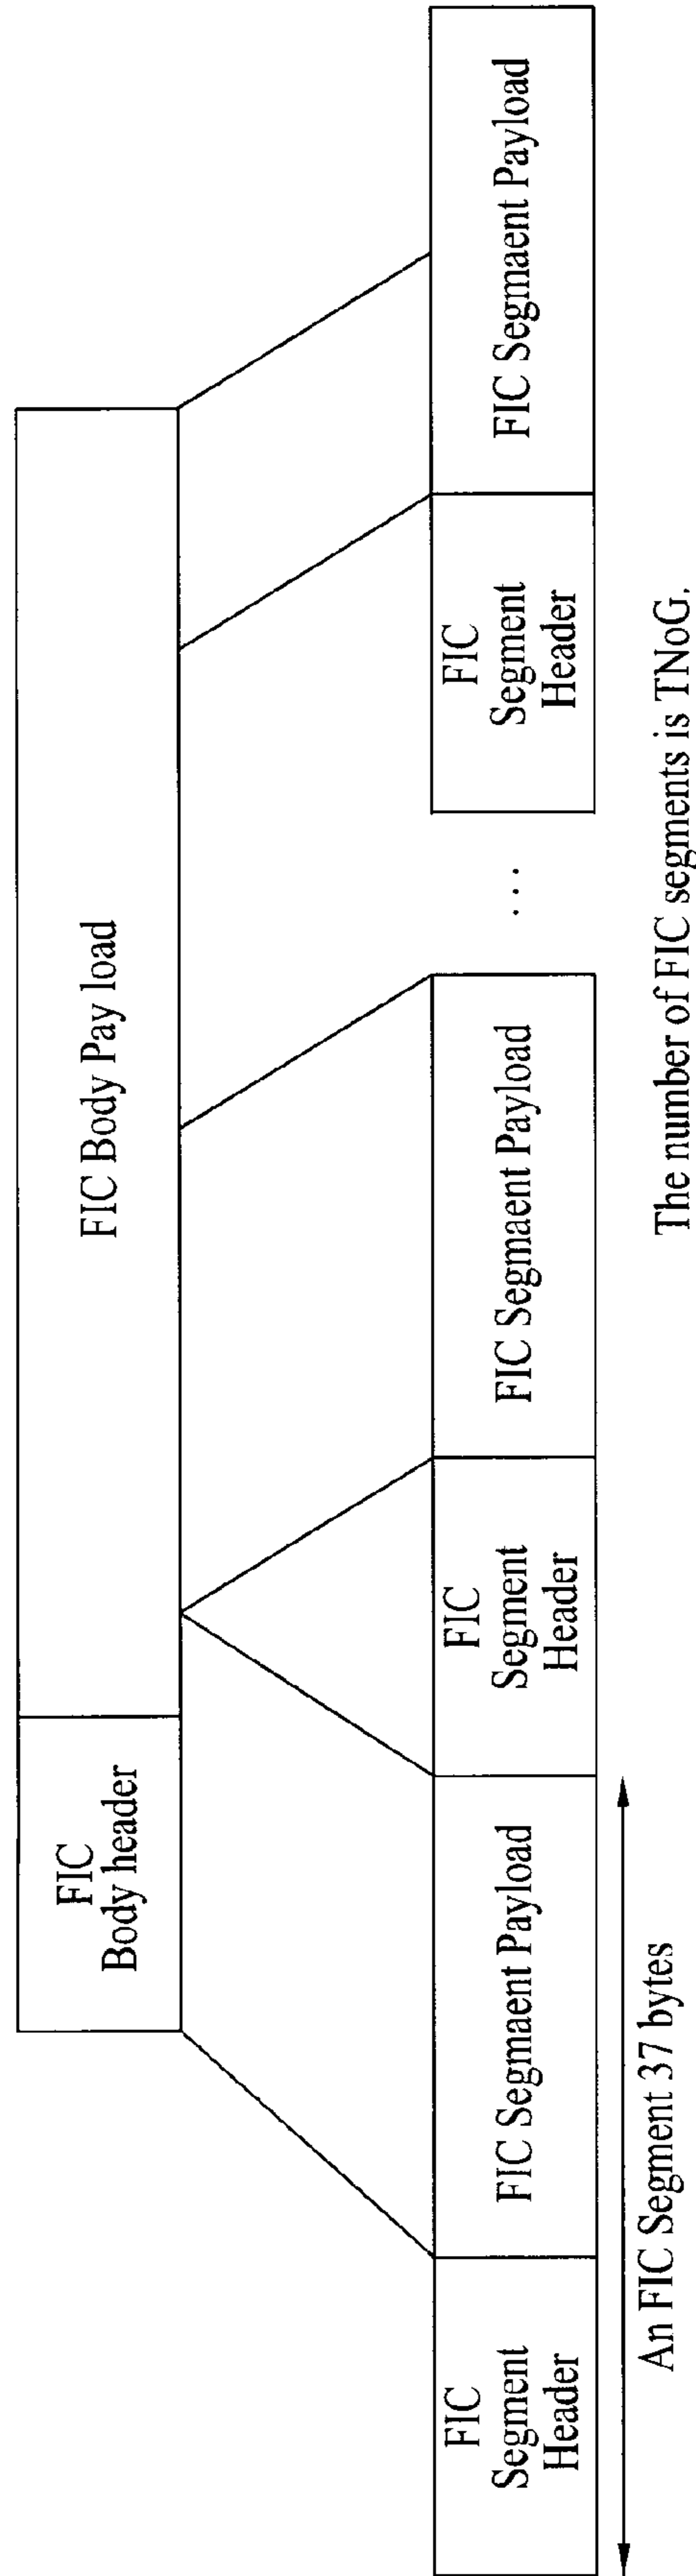 FIC
Body header
FIC Body Pay load
FIC
Segment
Header
FIC Segmaent Payload
FIC
Segment
Header
FIC Segmaent Payload
...
FIC
Segment
Header
FIC Segmaent Payload
An FIC Segment 37 bytes
The number of FIC segments is TNoG.